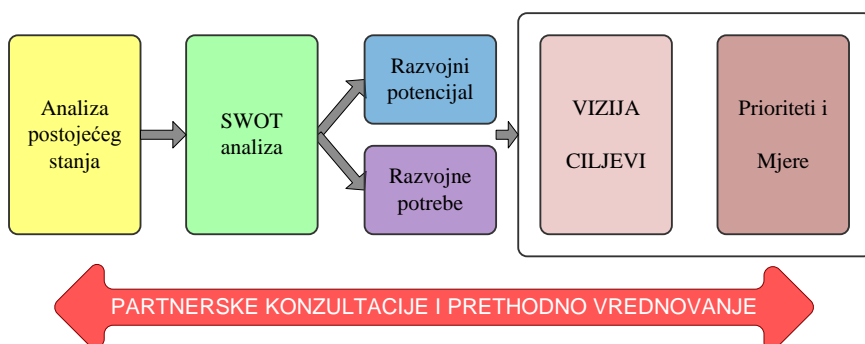 Analiza
postojećeg
stanja
SWOT
analiza
Razvojni
potencijal
Razvojne
potrebe
VIZIJA
CILJEVI
Prioriteti i
Mjere
PARTNERSKE KONZULTACIJE I PRETHODNO VREDNOVANJE